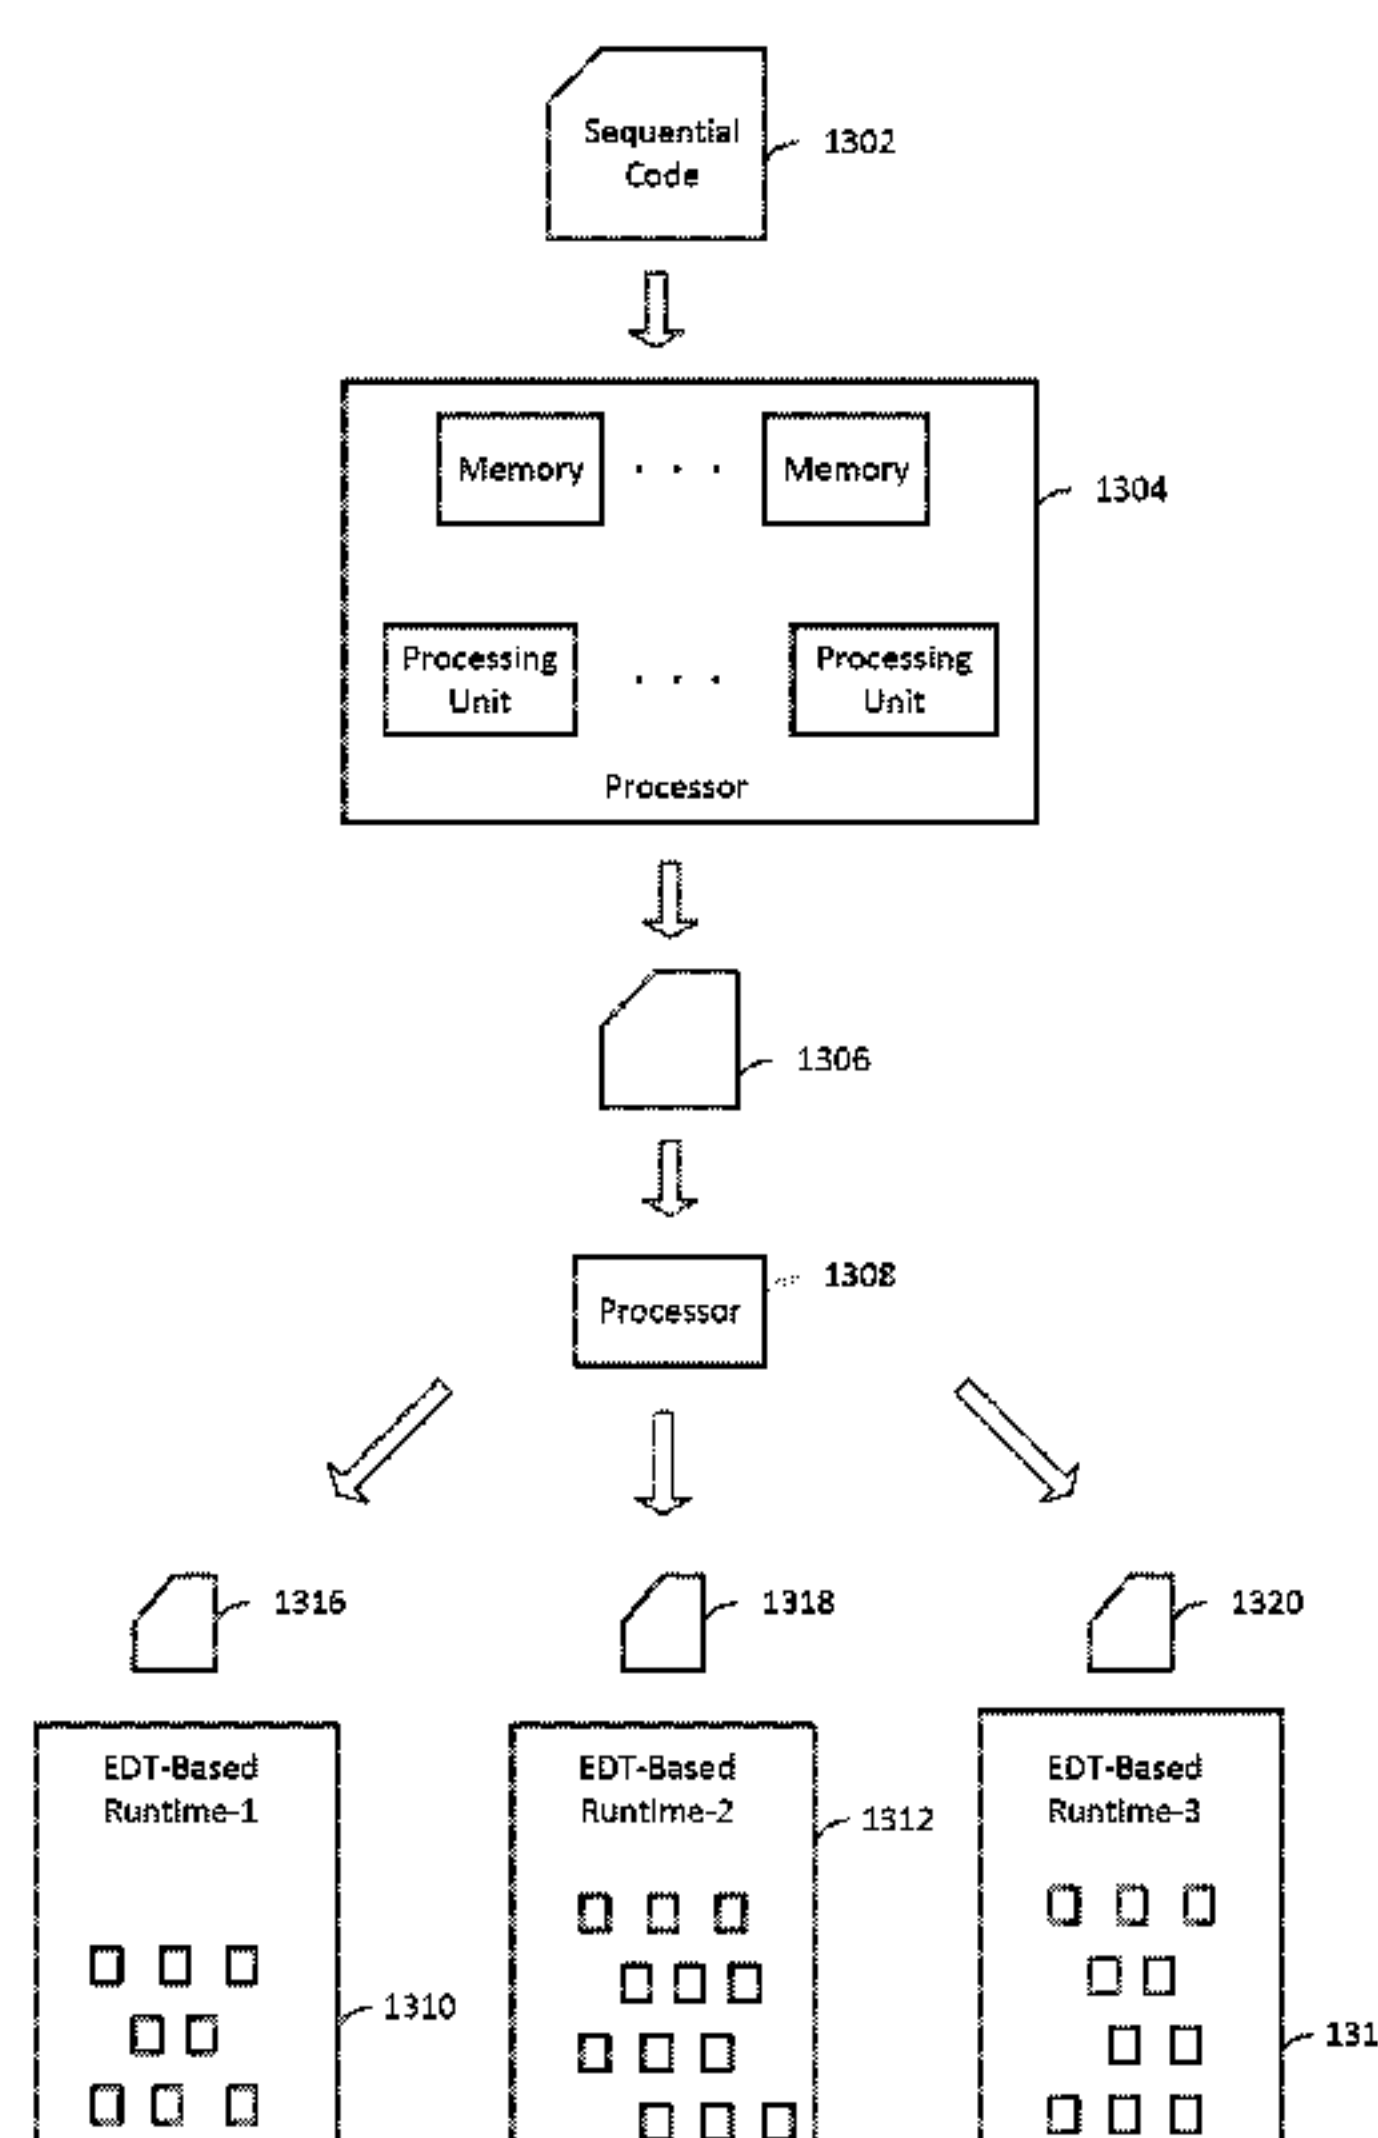 Sequential
Code
1302
Memory . . . Memory
1304
Processing . . . Processing
Unit Unit
Processor
1306
1308
Processor
1316 1318 1320
EDT-Based EDT-Based EDT-Based
Runtime-1 Runtime-2 Runtime-3
1312
1310
131